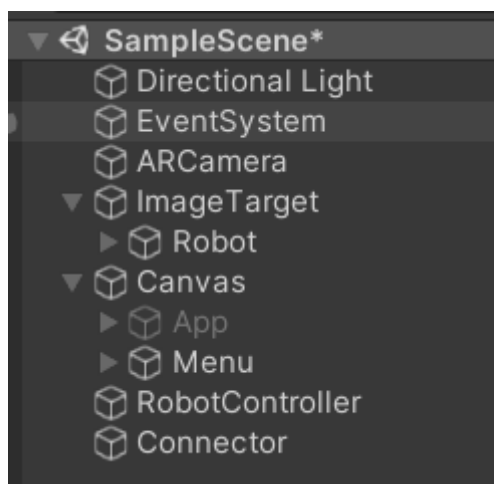 SampleScene*
Directional Light
EventSystem
ARCamera
ImageTarget
Robot
Canvas
App
Menu
RobotController
Connector